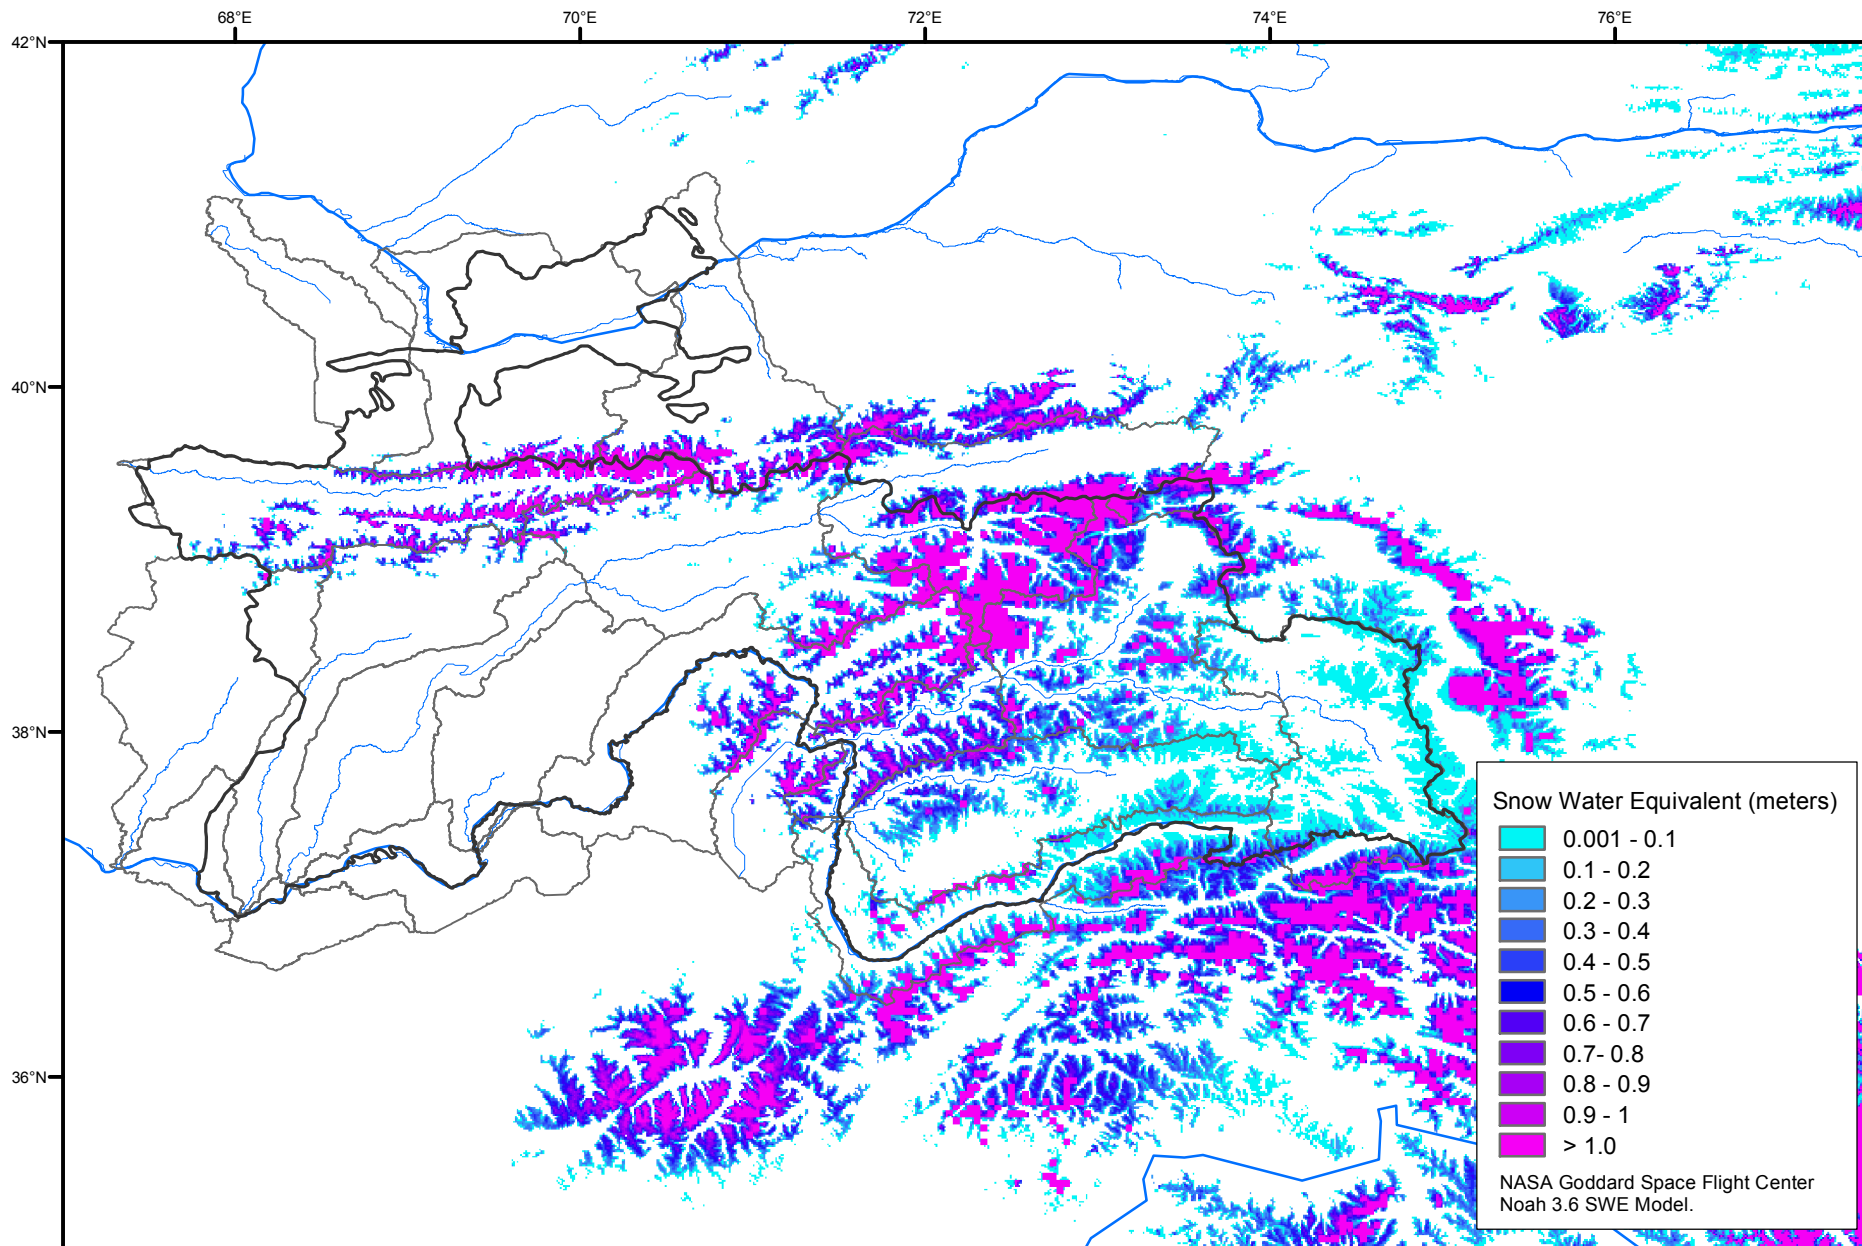 68°E 70°E 72°E 74°E 76°E
42°N
40°N
38°N
36°N
Snow Water Equivalent (meters)
0.001 - 0.1
0.1 - 0.2
0.2 - 0.3
0.3 - 0.4
0.4 - 0.5
0.5 - 0.6
0.6 - 0.7
0.7- 0.8
0.8 - 0.9
0.9 - 1
> 1.0
NASA Goddard Space Flight Center
Noah 3.6 SWE Model.